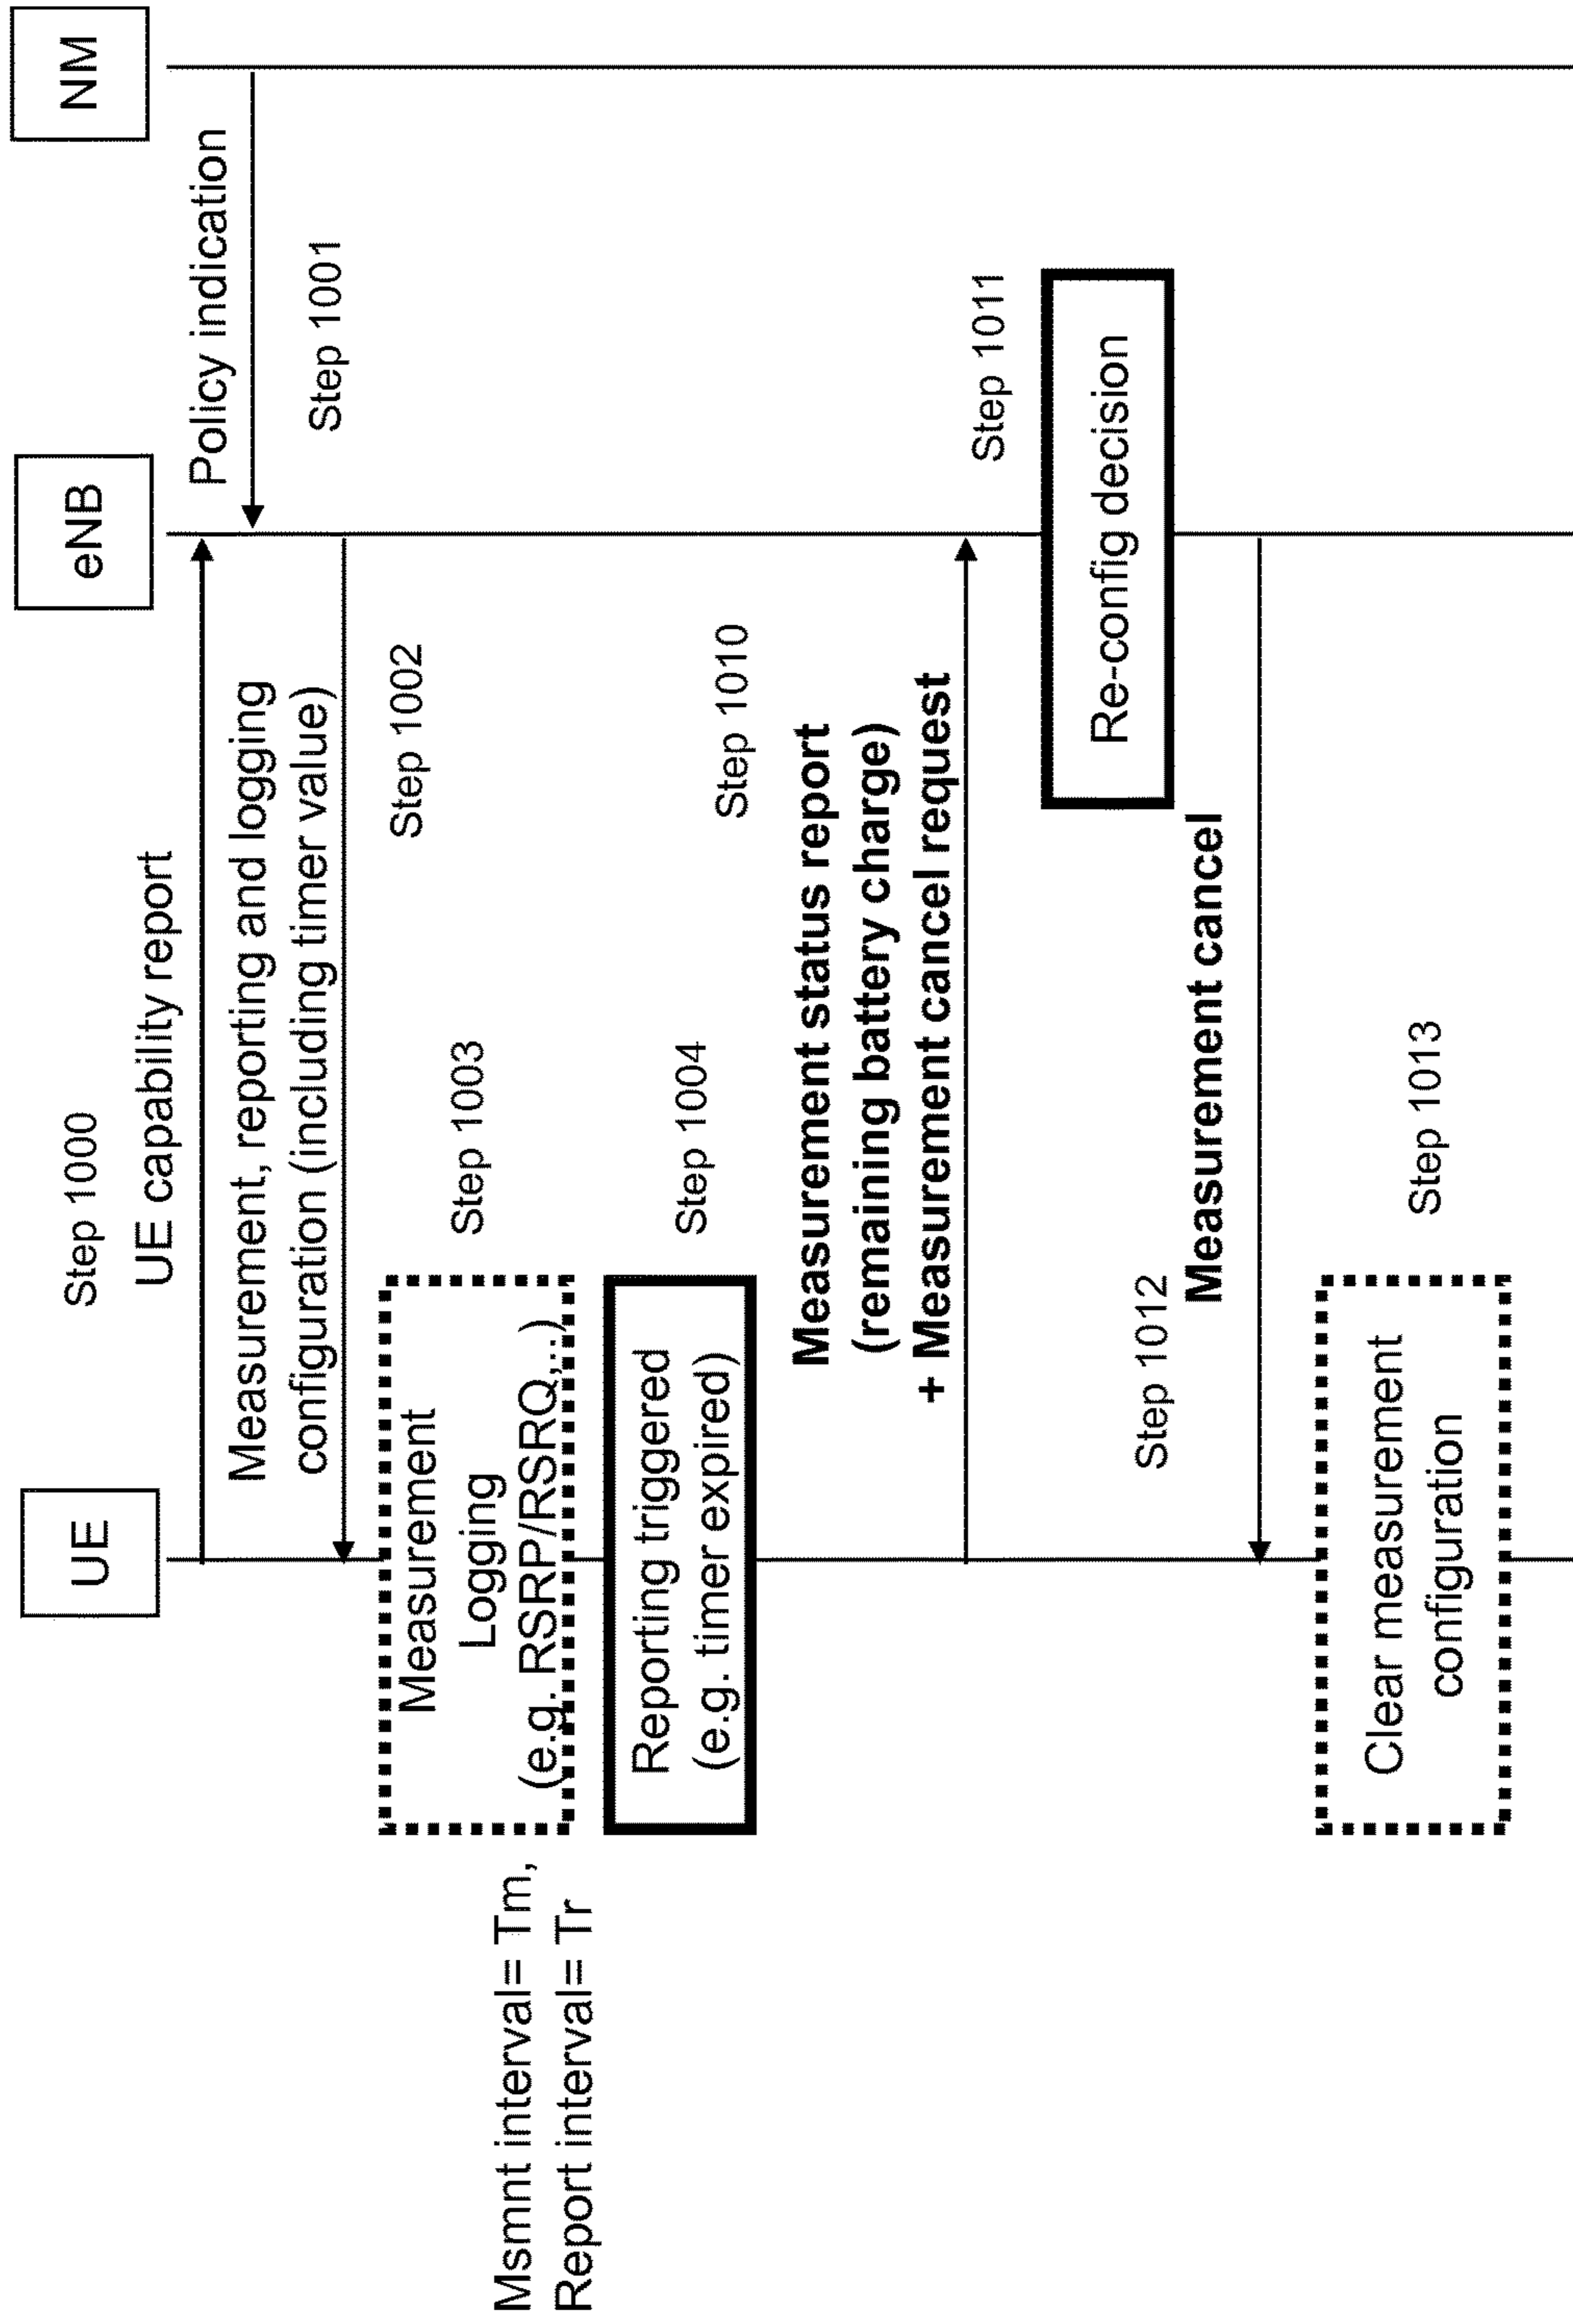 UE
eNB
NM
Step 1000
UE capability report
Policy indication
Step 1001
Measurement, reporting and logging
configuration (including timer value)
Step 1002
Msmnt interval= Tm,
Report interval= Tr
Measurement
Logging
(e.g. RSRP/RSRQ,..)
Step 1003
Reporting triggered
(e.g. timer expired)
Step 1004
Step 1010
Measurement status report
(remaining battery charge)
+ Measurement cancel request
Step 1011
Re-config decision
Step 1012
Measurement cancel
Clear measurement
configuration
Step 1013